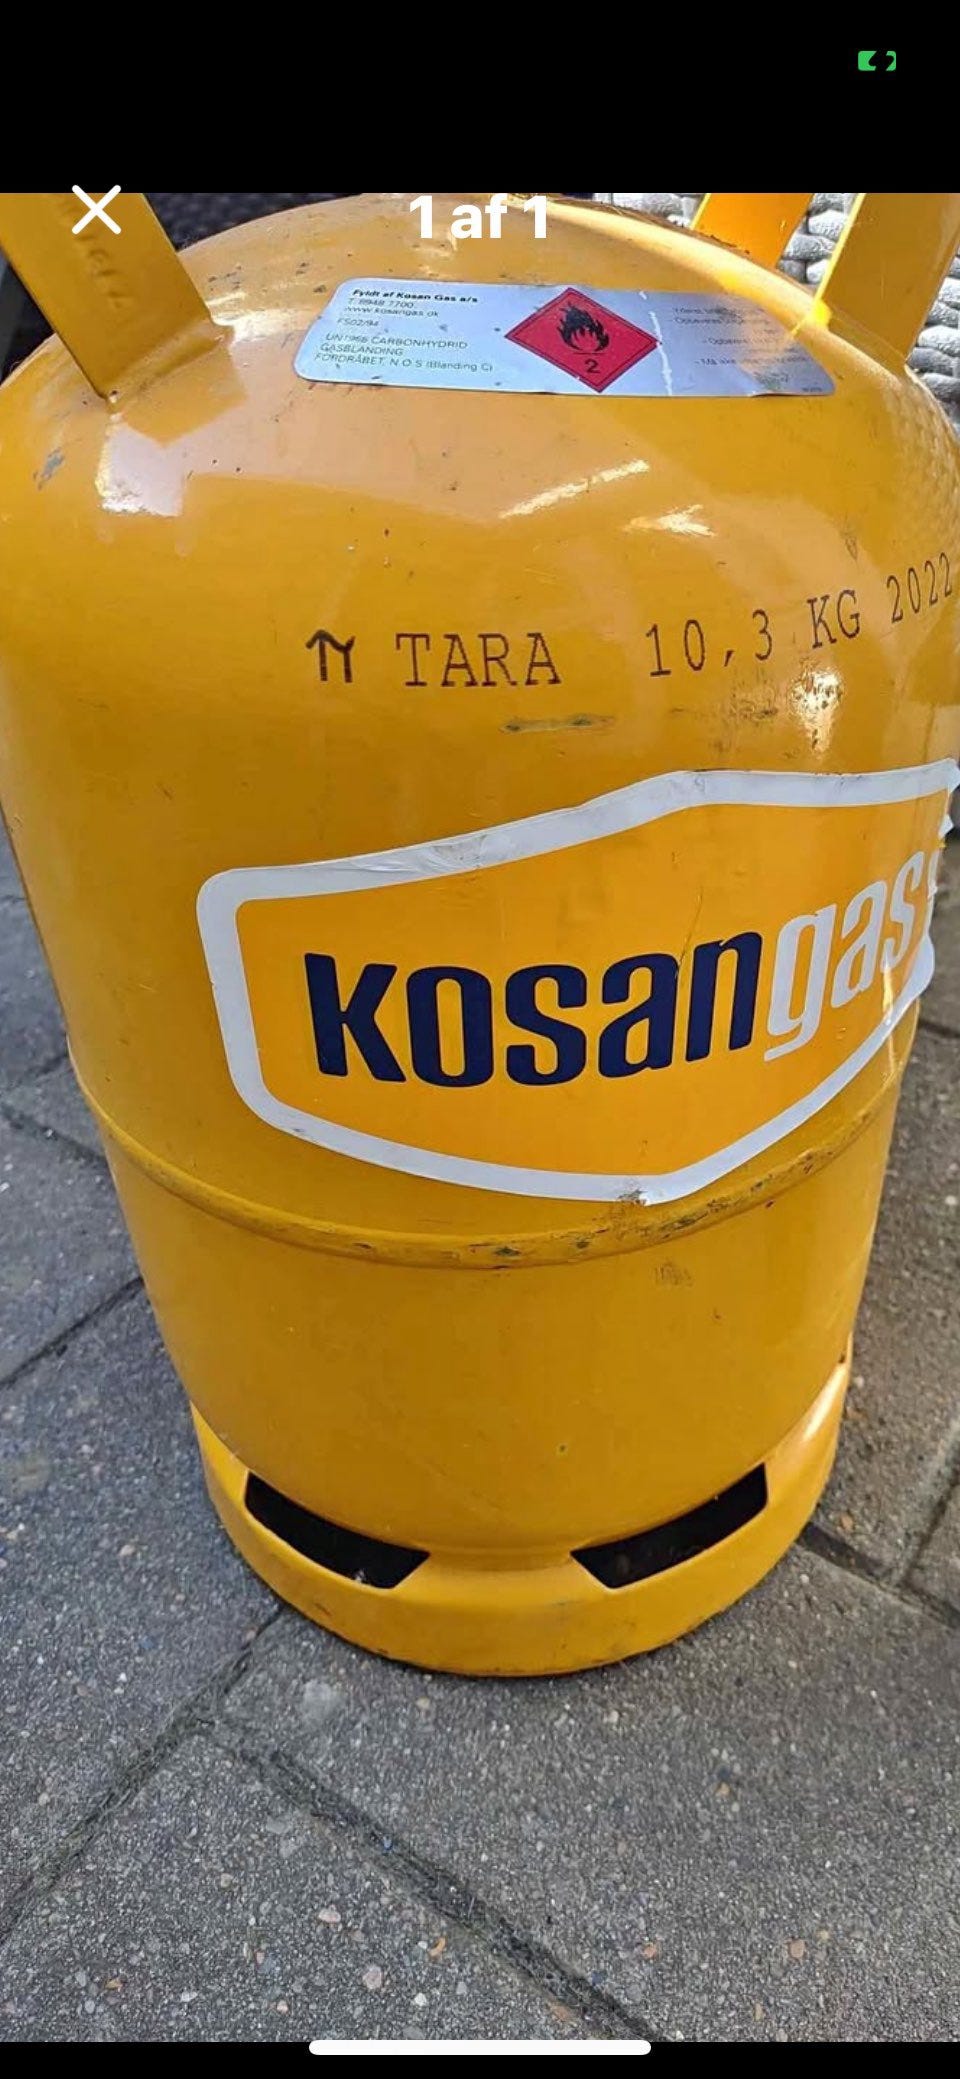 1 af 1
Fyldt af Kosan Gas a/s
T. 8948 7700
www.kosangas.dk
FS02/94
UN1965 CARBONHYDRID
GASBLANDING
FORDRÅBET, N.O.S (Blanding C)
2
TARA 10,3 KG 2022
kosangas